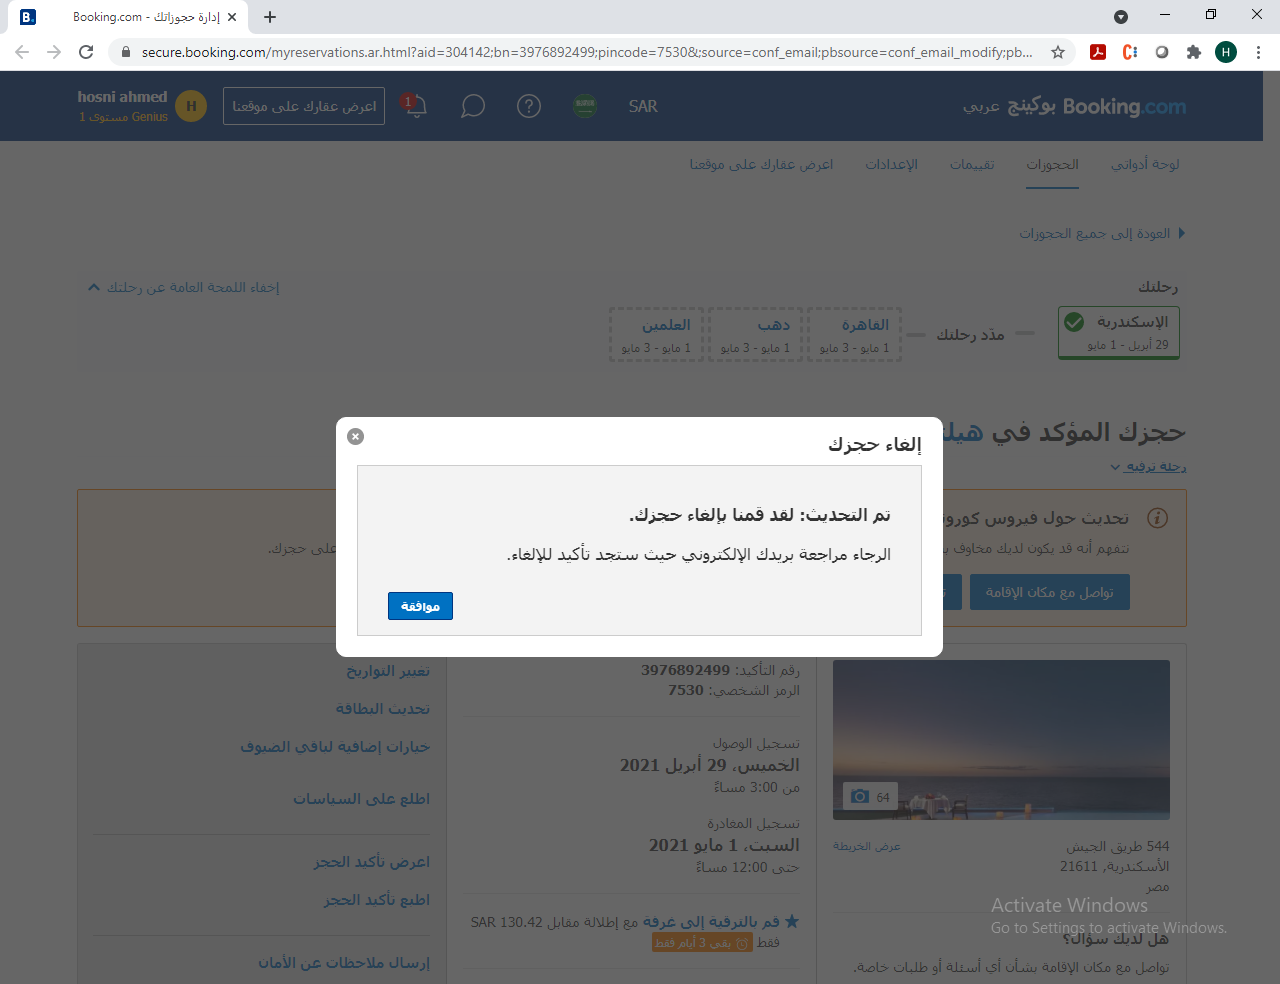 إدارة حجوزاتك - Booking.com
secure.booking.com/myreservations.ar.html?aid=304142;bn=3976892499;pincode=7530&;source=conf_email;pbsource=conf_email_modify;pb...
H
بوكينج Booking.com
عربي
SAR
1
اعرض عقارك على موقعنا
H
hosni ahmed
Genius مستوى 1
لوحة أدواتي
الحجوزات
تقييمات
الإعدادات
اعرض عقارك على موقعنا
العودة إلى جميع الحجوزات
رحلتك
إخفاء اللمحة العامة عن رحلتك
الإسكندرية
29 أبريل - 1 مايو
مدّد رحلتك
القاهرة
1 مايو - 3 مايو
دهب
1 مايو - 3 مايو
العلمين
1 مايو - 3 مايو
حجزك المؤكد في هيلت
رحلة ترفيه
إلغاء حجزك
تم التحديث: لقد قمنا بإلغاء حجزك.
الرجاء مراجعة بريدك الإلكتروني حيث ستجد تأكيد للإلغاء.
موافقة
تحديث حول فيروس كورو
نتفهم أنه قد يكون لديك مخاوف ب
على حجزك.
تواصل مع مكان الإقامة
64
544 طريق الجيش
عرض الخريطة
الأسكندرية, 21611
مصر
هل لديك سؤال؟
تواصل مع مكان الإقامة بشأن أي أسئلة أو طلبات خاصة.
رقم التأكيد: 3976892499
الرمز الشخصي: 7530
تسجيل الوصول
الخميس، 29 أبريل 2021
من 3:00 مساءً
تسجيل المغادرة
السبت، 1 مايو 2021
حتى 12:00 مساءً
قم بالترقية إلى غرفة مع إطلالة مقابل SAR 130.42
فقط
بقي 3 أيام فقط
تغيير التواريخ
تحديث البطاقة
خيارات إضافية لباقي الضيوف
اطلع على السياسات
اعرض تأكيد الحجز
اطبع تأكيد الحجز
إرسال ملاحظات عن الأمان
Activate Windows
Go to Settings to activate Windows.